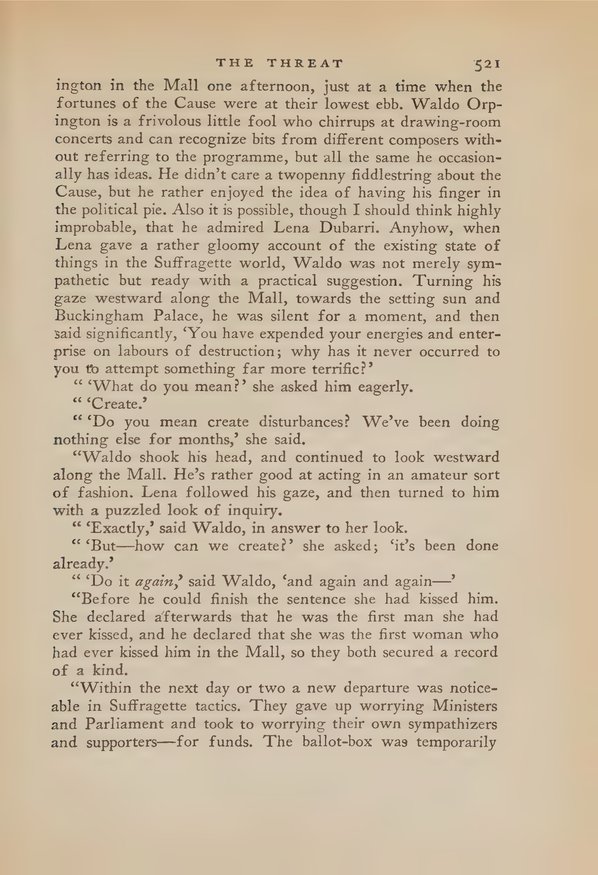 THE THREAT 521
ington in the Mall one afternoon, just at a time when the
fortunes of the Cause were at their lowest ebb. Waldo Orp-
ington is a frivolous little fool who chirrups at drawing-room
concerts and can recognize bits from different composers with-
out referring to the programme, but all the same he occasion-
ally has ideas. He didn’t care a twopenny fiddlestring about the
Cause, but he rather enjoyed the idea of having his finger in
the political pie. Also it is possible, though I should think highly
improbable, that he admired Lena Dubarri. Anyhow, when
Lena gave a rather gloomy account of the existing state of
things in the Suffragette world, Waldo was not merely sym-
pathetic but ready with a practical suggestion. Turning his
gaze westward along the Mall, towards the setting sun and
Buckingham Palace, he was silent for a moment, and then
said significantly, ‘You have expended your energies and enter-
prise on labours of destruction; why has it never occurred to
you to attempt something far more terrific?’
“ ‘What do you mean?’ she asked him eagerly.
“ ‘Create.’
“ ‘Do you mean create disturbances? We’ve been doing
nothing else for months,’ she said.
“Waldo shook his head, and continued to look westward
along the Mall. He’s rather good at acting in an amateur sort
of fashion. Lena followed his gaze, and then turned to him
with a puzzled look of inquiry.
“ ‘Exactly,’ said Waldo, in answer to her look.
“ ‘But—how can we create?’ she asked; ‘it’s been done
already.’
“ ‘Do it again,’ said Waldo, ‘and again and again—’
“Before he could finish the sentence she had kissed him.
She declared afterwards that he was the first man she had
ever kissed, and he declared that she was the first woman who
had ever kissed him in the Mall, so they both secured a record
of a kind.
“Within the next day or two a new departure was notice-
able in Suffragette tactics. They gave up worrying Ministers
and Parliament and took to worrying their own sympathizers
and supporters—for funds. The ballot-box was temporarily